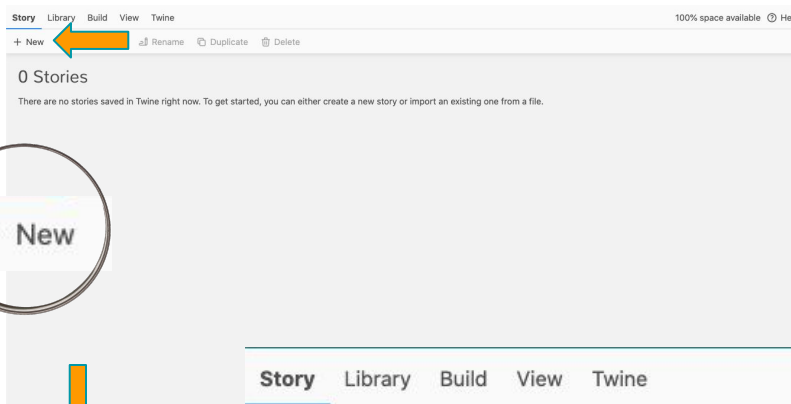 Story Library Build View Twine 100% space available He
+ New Rename Duplicate Delete
0 Stories
There are no stories saved in Twine right now. To get started, you can either create a new story or import an existing one from a file.
New
Story Library Build View Twine